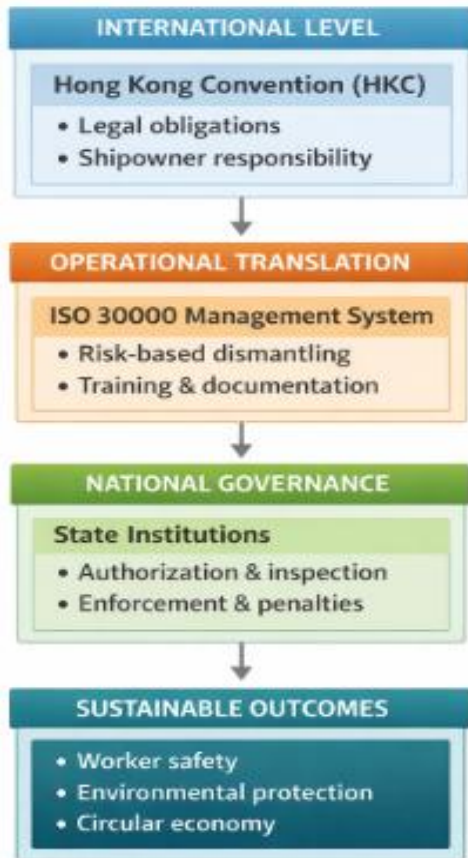 INTERNATIONAL LEVEL
Hong Kong Convention (HKC)
• Legal obligations
• Shipowner responsibility
OPERATIONAL TRANSLATION
ISO 30000 Management System
• Risk-based dismantling
• Training & documentation
NATIONAL GOVERNANCE
State Institutions
• Authorization & inspection
• Enforcement & penalties
SUSTAINABLE OUTCOMES
• Worker safety
• Environmental protection
• Circular economy